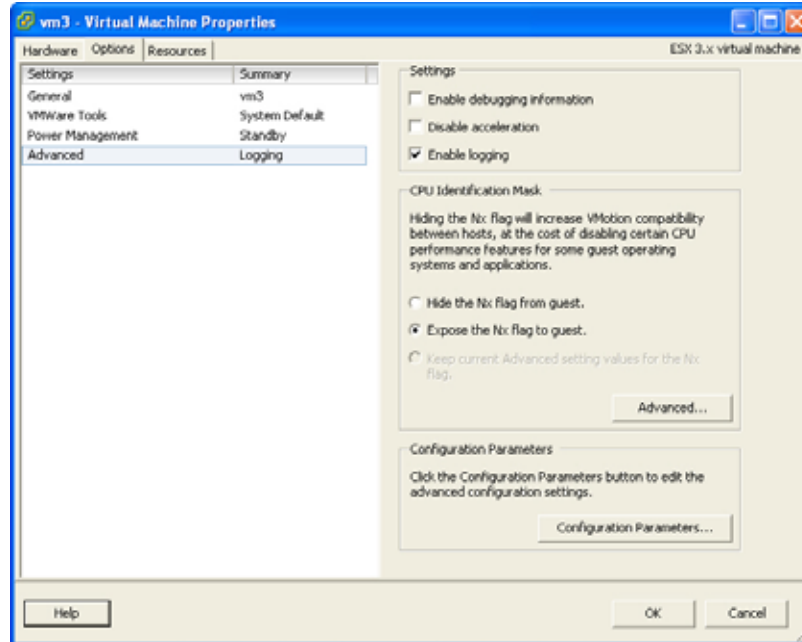 vm3 - Virtual Machine Properties
Hardware Options Resources
ESX 3.x virtual machine
Settings Summary
General vm3
VMWare Tools System Default
Power Management Standby
Advanced Logging
Settings
Enable debugging information
Disable acceleration
Enable logging
CPU Identification Mask
Hiding the Nx flag will increase VMotion compatibility
between hosts, at the cost of disabling certain CPU
performance features for some guest operating
systems and applications.
Hide the Nx flag from guest.
Expose the Nx flag to guest.
Keep current Advanced setting values for the Nx
flag.
Advanced...
Configuration Parameters
Click the Configuration Parameters button to edit the
advanced configuration settings.
Configuration Parameters...
Help
OK
Cancel